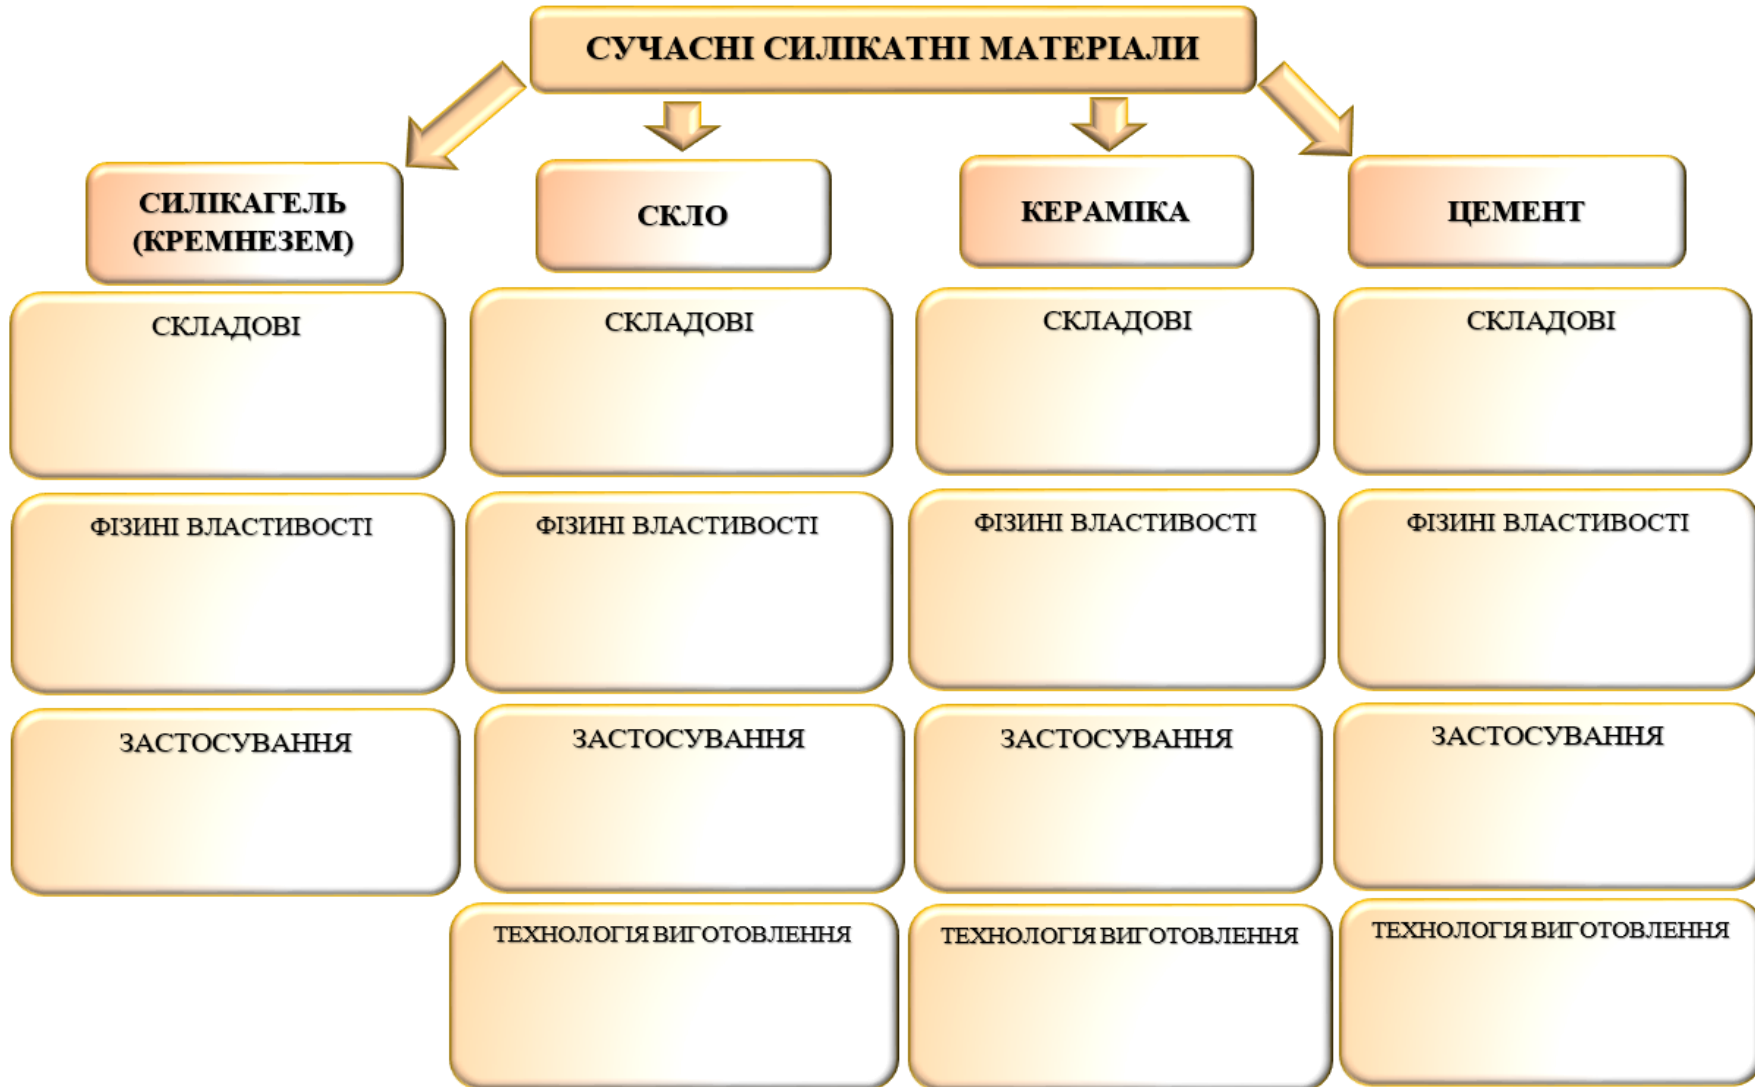 СУЧАСНІ СИЛІКАТНІ МАТЕРІАЛИ
СИЛІКАГЕЛЬ
(КРЕМНЕЗЕМ)
СКЛО
КЕРАМІКА
ЦЕМЕНТ
СКЛАДОВІ
СКЛАДОВІ
СКЛАДОВІ
СКЛАДОВІ
ФІЗИНІ ВЛАСТИВОСТІ
ФІЗИНІ ВЛАСТИВОСТІ
ФІЗИНІ ВЛАСТИВОСТІ
ФІЗИНІ ВЛАСТИВОСТІ
ЗАСТОСУВАННЯ
ЗАСТОСУВАННЯ
ЗАСТОСУВАННЯ
ЗАСТОСУВАННЯ
ТЕХНОЛОГІЯ ВИГОТОВЛЕННЯ
ТЕХНОЛОГІЯ ВИГОТОВЛЕННЯ
ТЕХНОЛОГІЯ ВИГОТОВЛЕННЯ